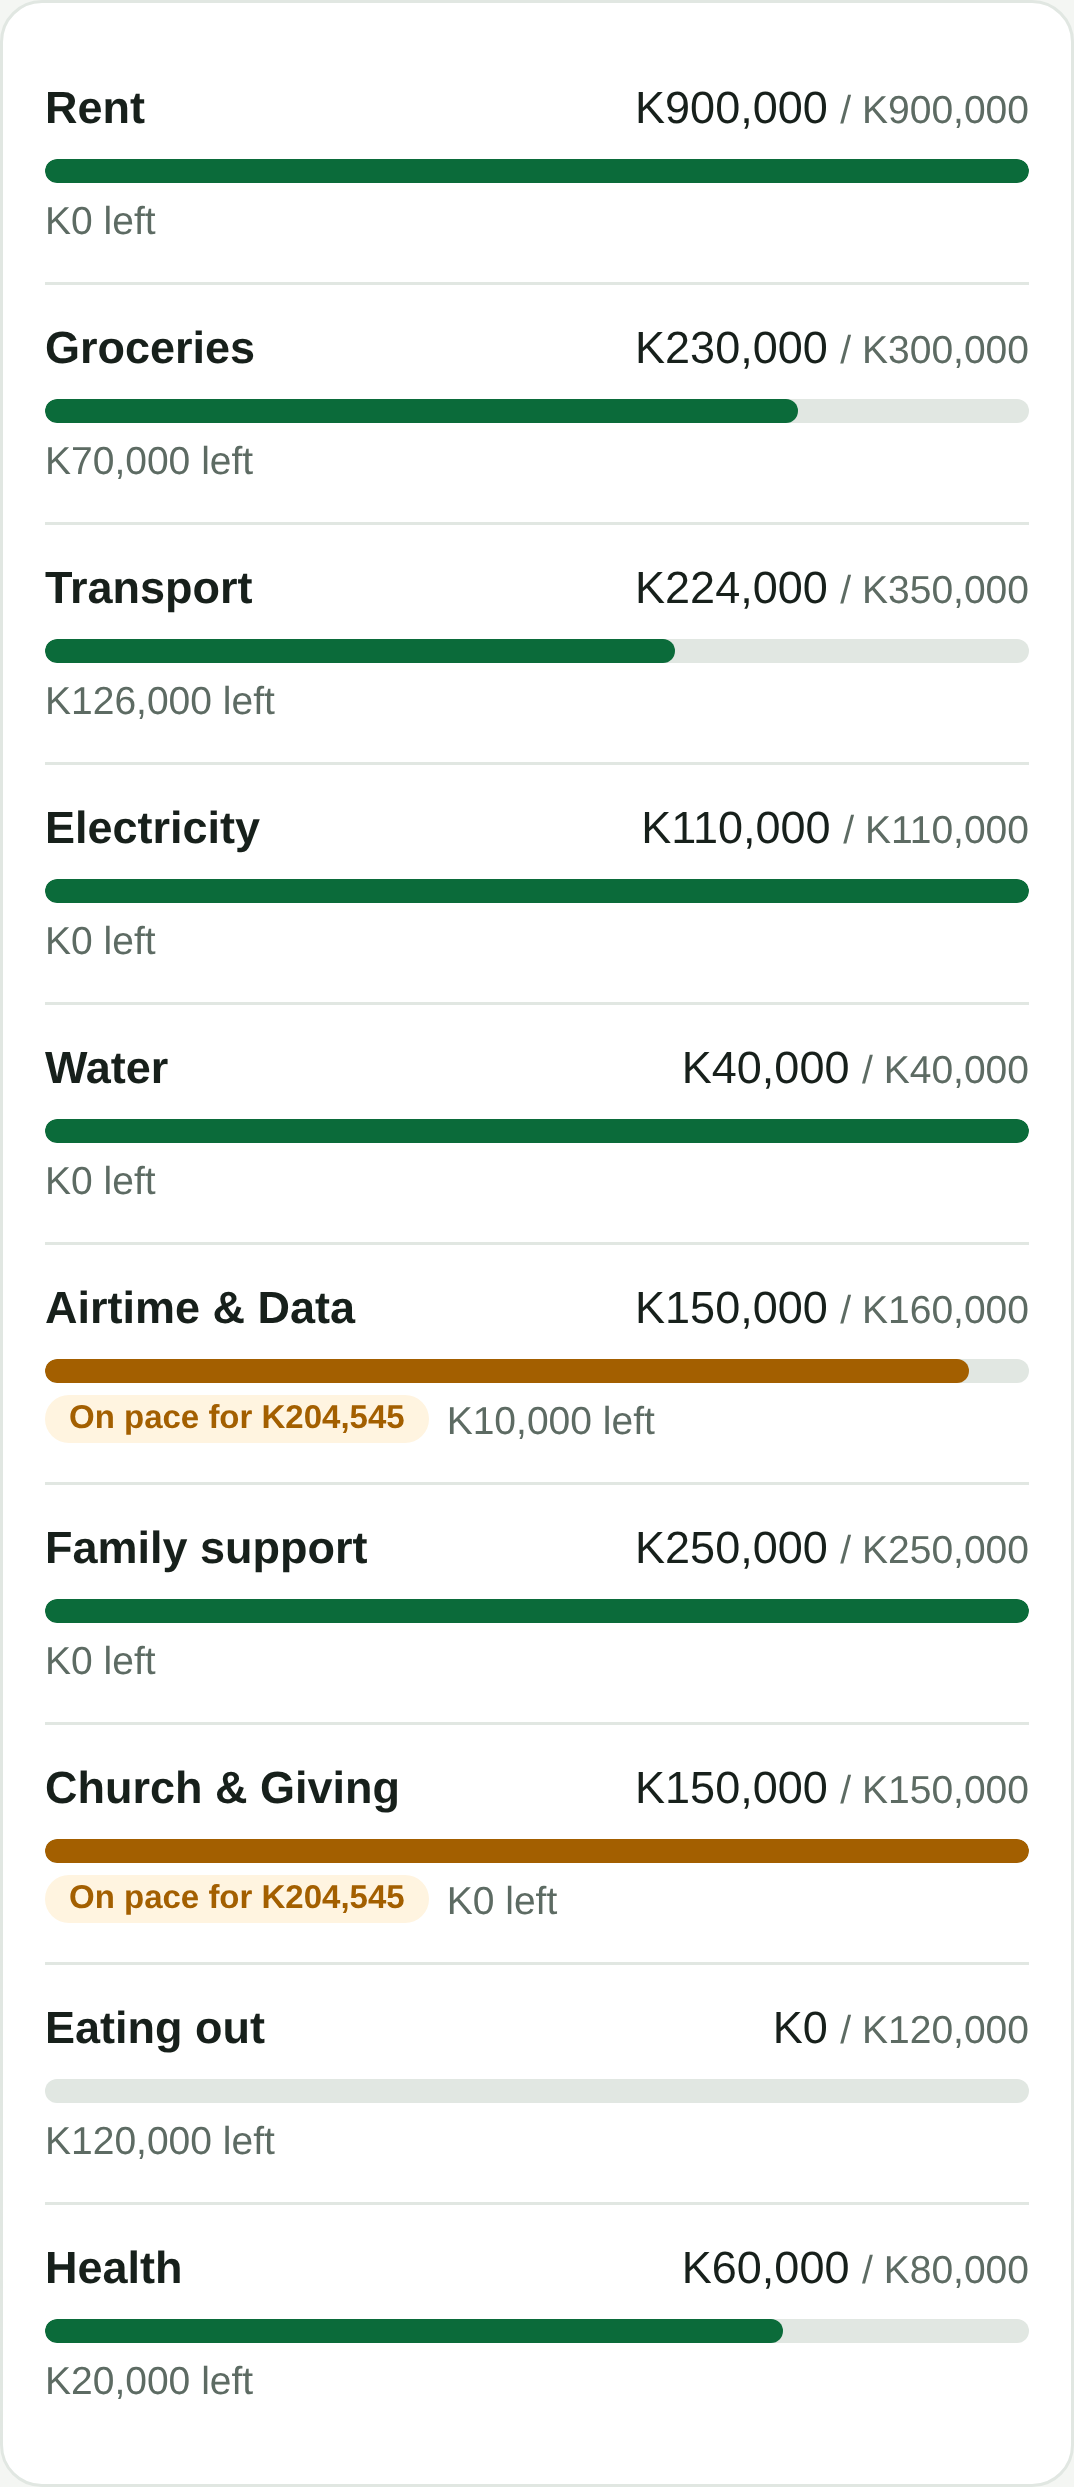 Rent K900,000 / K900,000
K0 left
Groceries K230,000 / K300,000
K70,000 left
Transport K224,000 / K350,000
K126,000 left
Electricity K110,000 / K110,000
K0 left
Water K40,000 / K40,000
K0 left
Airtime & Data K150,000 / K160,000
On pace for K204,545 K10,000 left
Family support K250,000 / K250,000
K0 left
Church & Giving K150,000 / K150,000
On pace for K204,545 K0 left
Eating out K0 / K120,000
K120,000 left
Health K60,000 / K80,000
K20,000 left